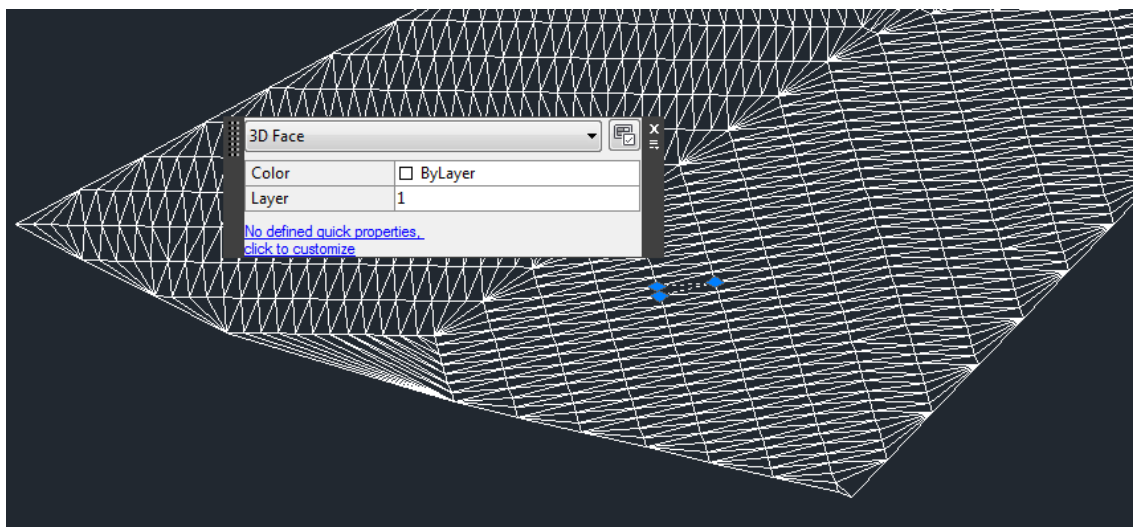 3D Face
Color ByLayer
Layer 1
No defined quick properties,
click to customize